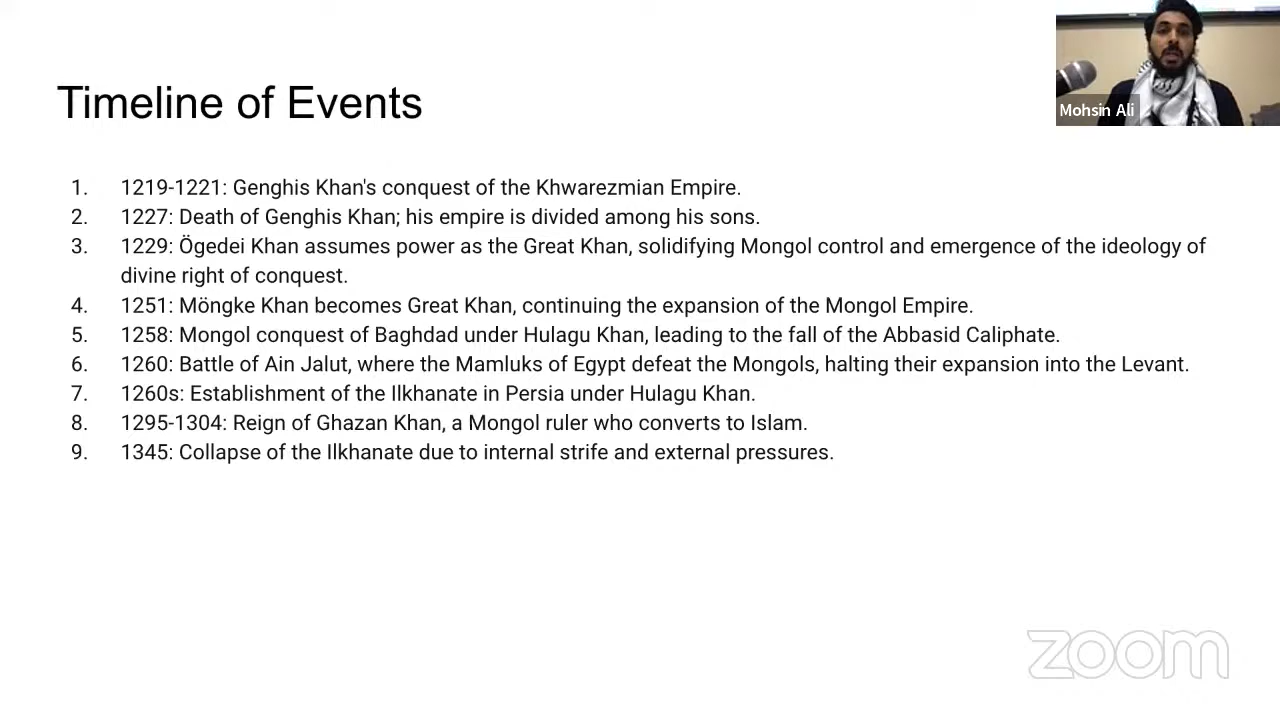 Timeline of Events
Mohsin Ali
1. 1219-1221: Genghis Khan's conquest of the Khwarezmian Empire.
2. 1227: Death of Genghis Khan; his empire is divided among his sons.
3. 1229: Ögedei Khan assumes power as the Great Khan, solidifying Mongol control and emergence of the ideology of
divine right of conquest.
4. 1251: Möngke Khan becomes Great Khan, continuing the expansion of the Mongol Empire.
5. 1258: Mongol conquest of Baghdad under Hulagu Khan, leading to the fall of the Abbasid Caliphate.
6. 1260: Battle of Ain Jalut, where the Mamluks of Egypt defeat the Mongols, halting their expansion into the Levant.
7. 1260s: Establishment of the Ilkhanate in Persia under Hulagu Khan.
8. 1295-1304: Reign of Ghazan Khan, a Mongol ruler who converts to Islam.
9. 1345: Collapse of the Ilkhanate due to internal strife and external pressures.
zoom